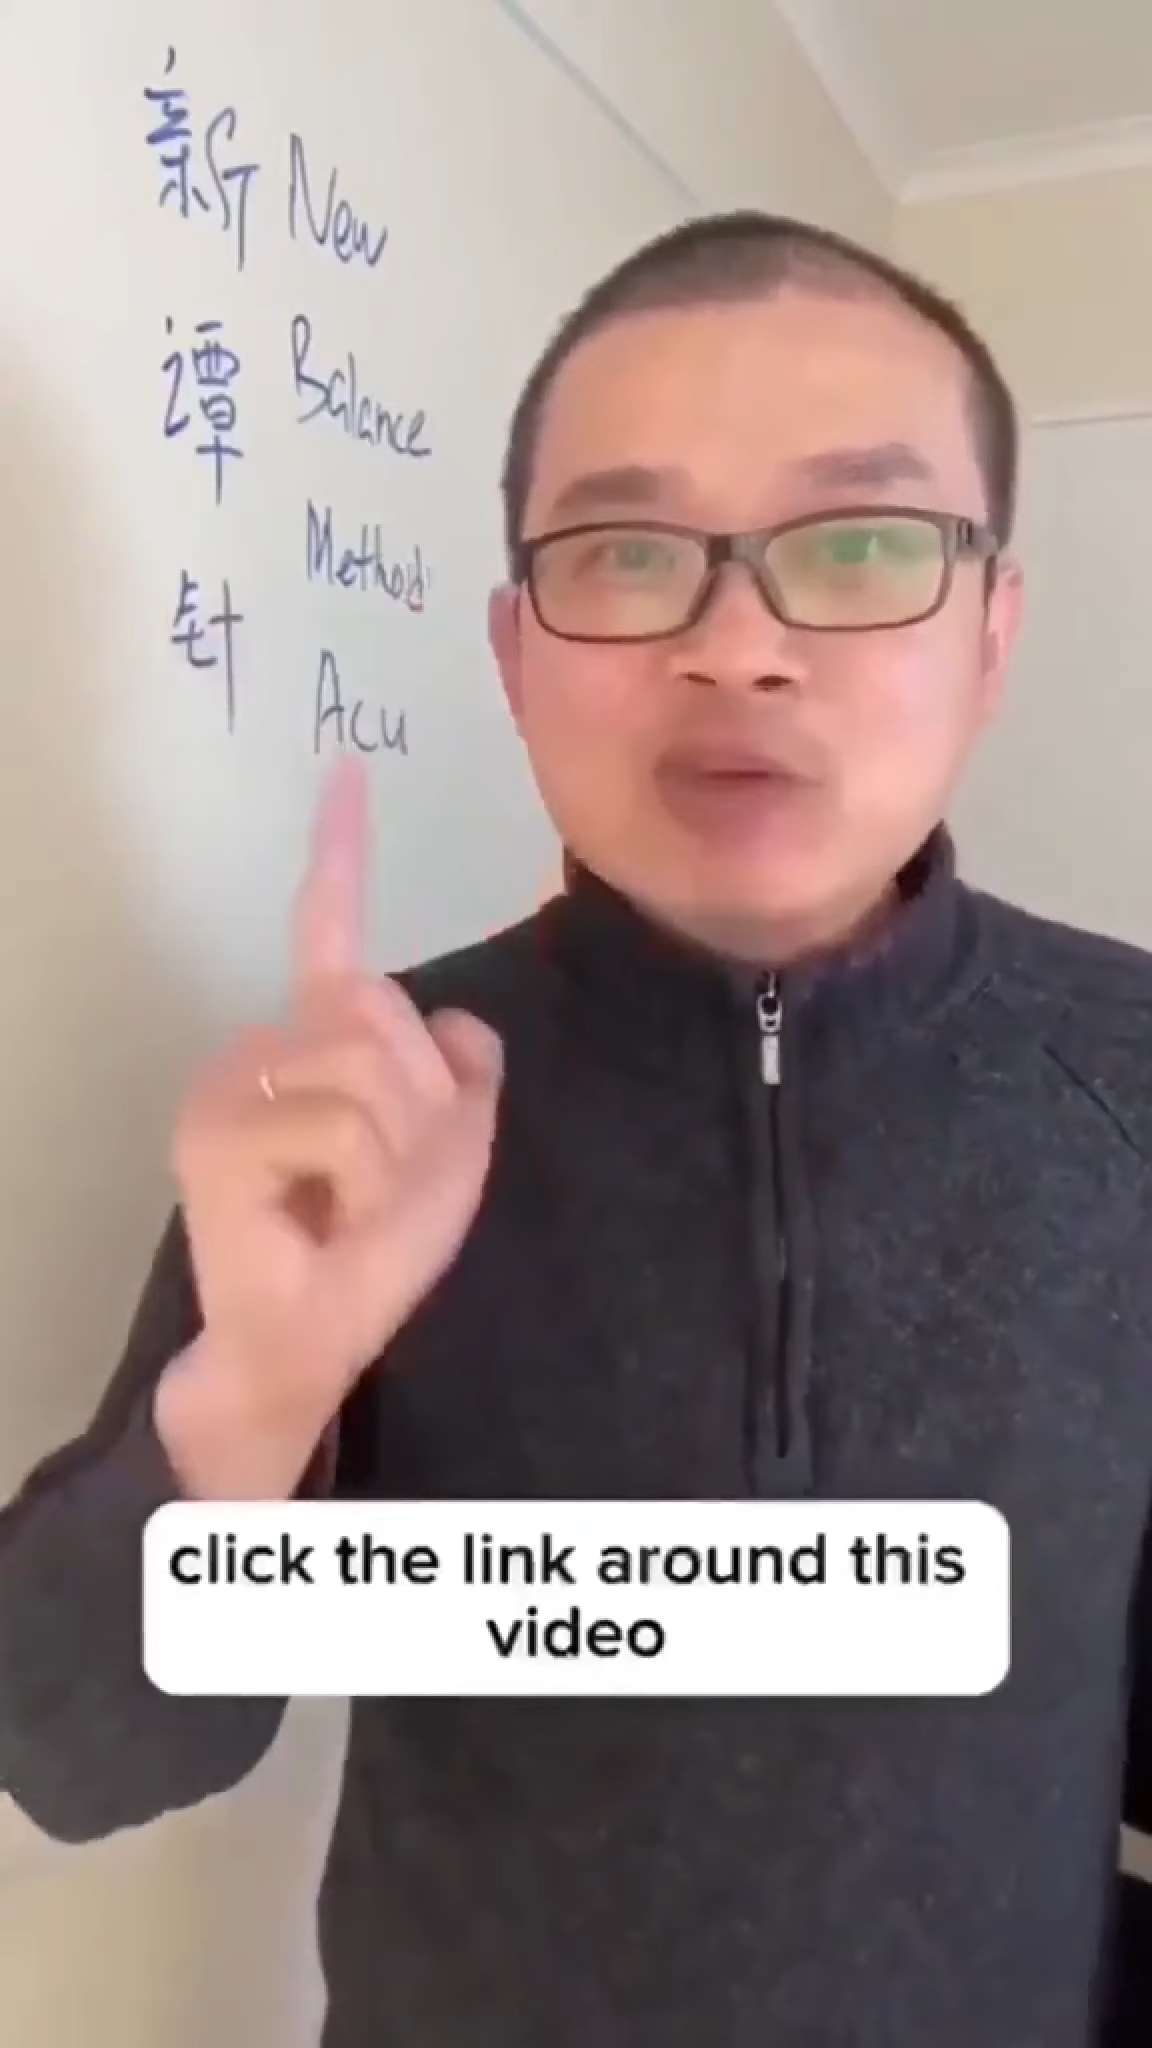 新 New
谭 Balance
Method
针 Acu
click the link around this
video